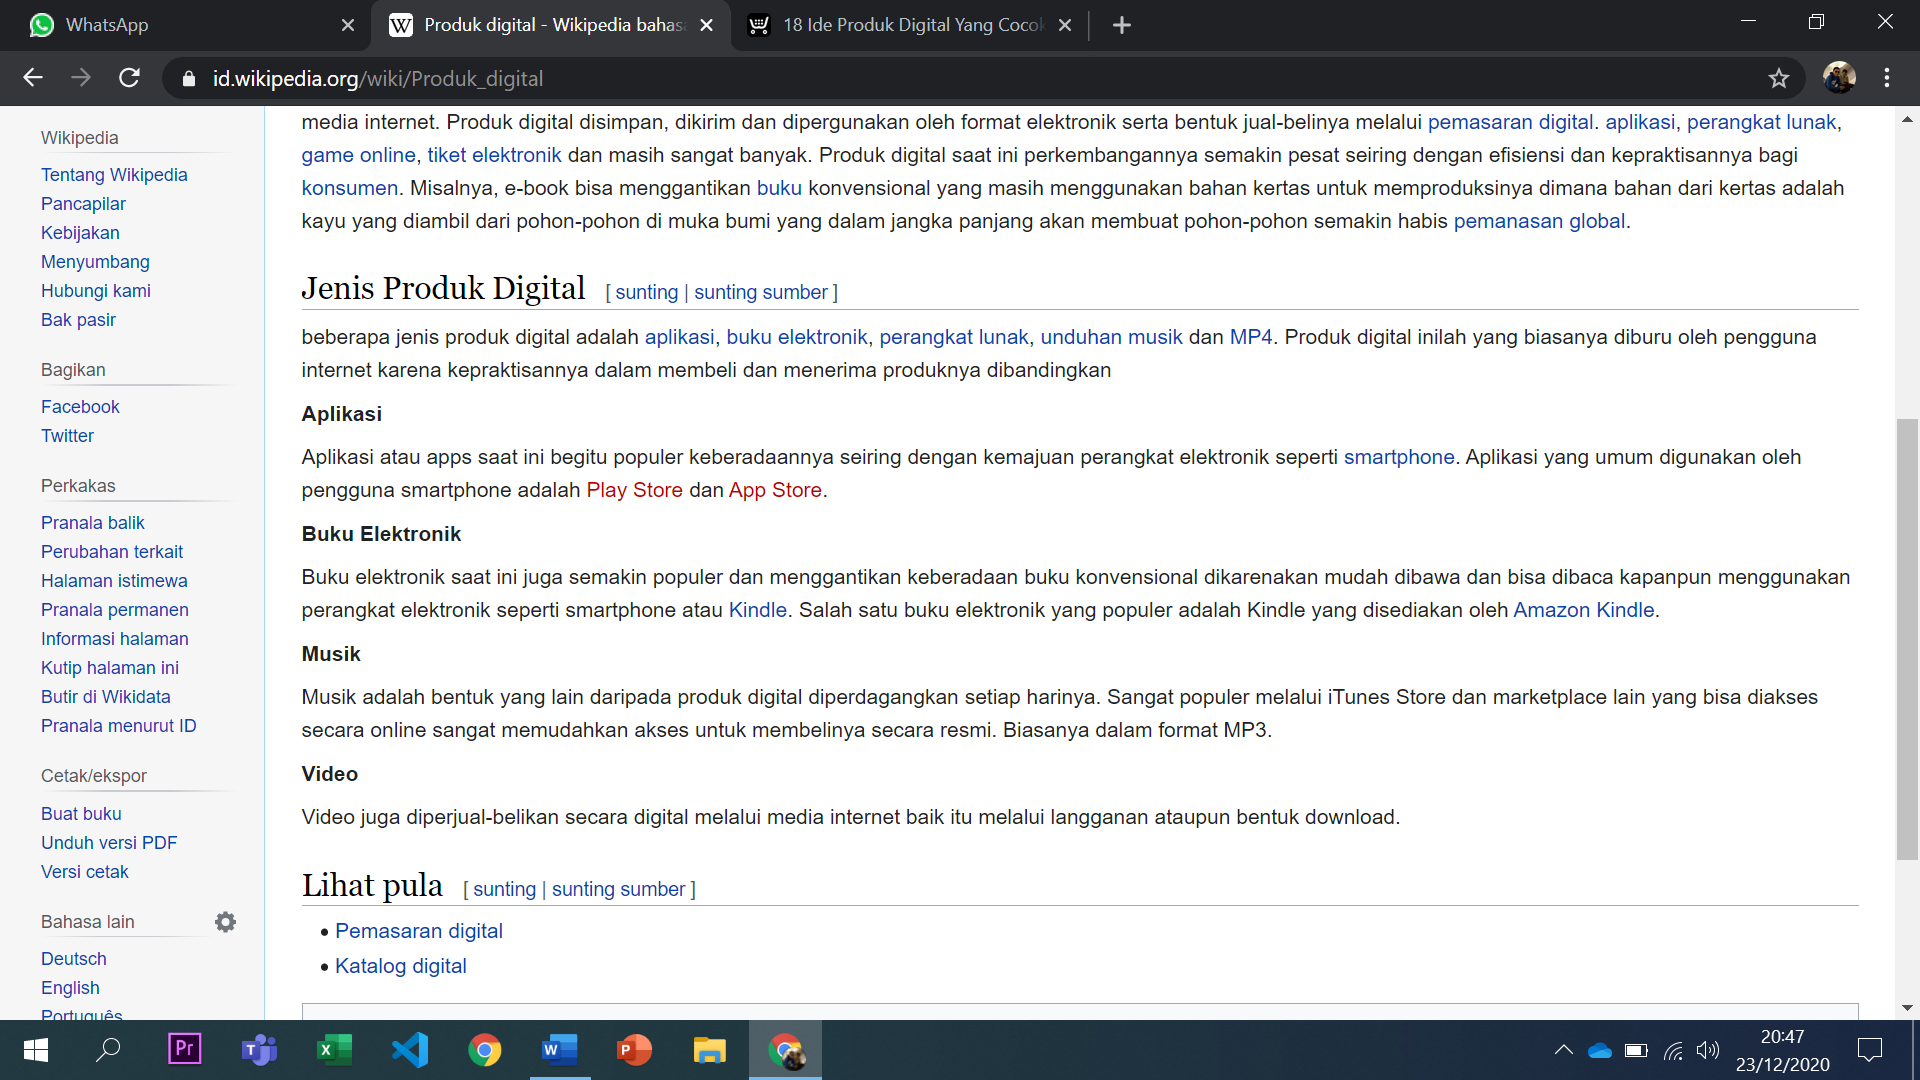 WhatsApp
Produk digital - Wikipedia bahas
18 Ide Produk Digital Yang Cocok
id.wikipedia.org/wiki/Produk_digital
Wikipedia
Tentang Wikipedia
Pancapilar
Kebijakan
Menyumbang
Hubungi kami
Bak pasir
Bagikan
Facebook
Twitter
Perkakas
Pranala balik
Perubahan terkait
Halaman istimewa
Pranala permanen
Informasi halaman
Kutip halaman ini
Butir di Wikidata
Pranala menurut ID
Cetak/ekspor
Buat buku
Unduh versi PDF
Versi cetak
Bahasa lain
Deutsch
English
Português
media internet. Produk digital disimpan, dikirim dan dipergunakan oleh format elektronik serta bentuk jual-belinya melalui pemasaran digital. aplikasi, perangkat lunak,
game online, tiket elektronik dan masih sangat banyak. Produk digital saat ini perkembangannya semakin pesat seiring dengan efisiensi dan kepraktisannya bagi
konsumen. Misalnya, e-book bisa menggantikan buku konvensional yang masih menggunakan bahan kertas untuk memproduksinya dimana bahan dari kertas adalah
kayu yang diambil dari pohon-pohon di muka bumi yang dalam jangka panjang akan membuat pohon-pohon semakin habis pemanasan global.
Jenis Produk Digital [ sunting | sunting sumber ]
beberapa jenis produk digital adalah aplikasi, buku elektronik, perangkat lunak, unduhan musik dan MP4. Produk digital inilah yang biasanya diburu oleh pengguna
internet karena kepraktisannya dalam membeli dan menerima produknya dibandingkan
Aplikasi
Aplikasi atau apps saat ini begitu populer keberadaannya seiring dengan kemajuan perangkat elektronik seperti smartphone. Aplikasi yang umum digunakan oleh
pengguna smartphone adalah Play Store dan App Store.
Buku Elektronik
Buku elektronik saat ini juga semakin populer dan menggantikan keberadaan buku konvensional dikarenakan mudah dibawa dan bisa dibaca kapanpun menggunakan
perangkat elektronik seperti smartphone atau Kindle. Salah satu buku elektronik yang populer adalah Kindle yang disediakan oleh Amazon Kindle.
Musik
Musik adalah bentuk yang lain daripada produk digital diperdagangkan setiap harinya. Sangat populer melalui iTunes Store dan marketplace lain yang bisa diakses
secara online sangat memudahkan akses untuk membelinya secara resmi. Biasanya dalam format MP3.
Video
Video juga diperjual-belikan secara digital melalui media internet baik itu melalui langganan ataupun bentuk download.
Lihat pula [ sunting | sunting sumber ]
• Pemasaran digital
• Katalog digital
20:47
23/12/2020